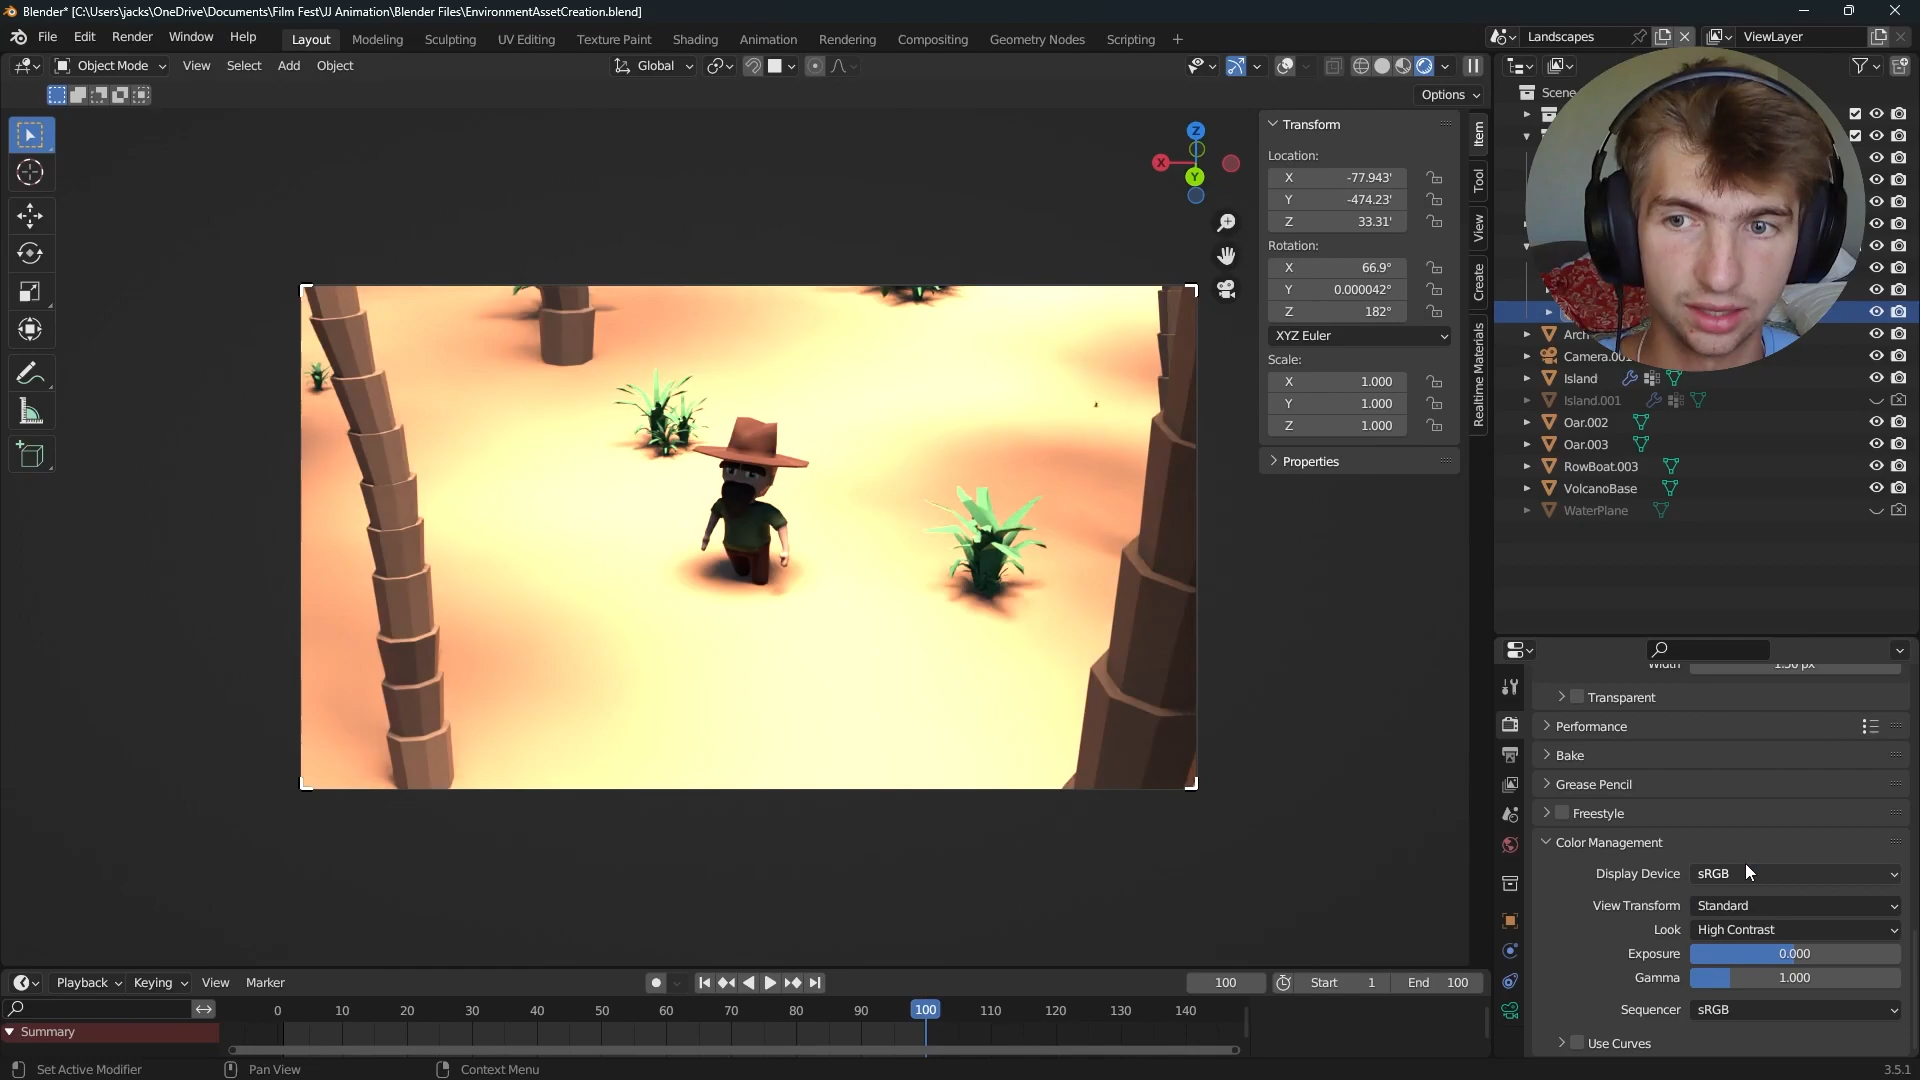 Blender* [C:\Users\jacks\OneDrive\Documents\Film Fest\JJ Animation\Blender Files\EnvironmentAssetCreation.blend]
File Edit Render Window Help Layout Modeling Sculpting UV Editing Texture Paint Shading Animation Rendering Compositing Geometry Nodes Scripting + Landscapes ViewLayer
Object Mode View Select Add Object Global
Options
Item
Tool
View
Create
Realtime Materials
Transform
Location:
X -77.943'
Y -474.23'
Z 33.31'
Rotation:
X 66.9°
Y 0.000042°
Z 182°
XYZ Euler
Scale:
X 1.000
Y 1.000
Z 1.000
Properties
Z
X
Y
Scene
Arch
Camera.001
Island
Island.001
Oar.002
Oar.003
RowBoat.003
VolcanoBase
WaterPlane
Width 1.50 px
Transparent
Performance
Bake
Grease Pencil
Freestyle
Color Management
Display Device sRGB
View Transform Standard
Look High Contrast
Exposure 0.000
Gamma 1.000
Sequencer sRGB
Use Curves
Playback Keying View Marker 100 Start 1 End 100
0 10 20 30 40 50 60 70 80 90 100 110 120 130 140
Summary
Set Active Modifier Pan View Context Menu 3.5.1